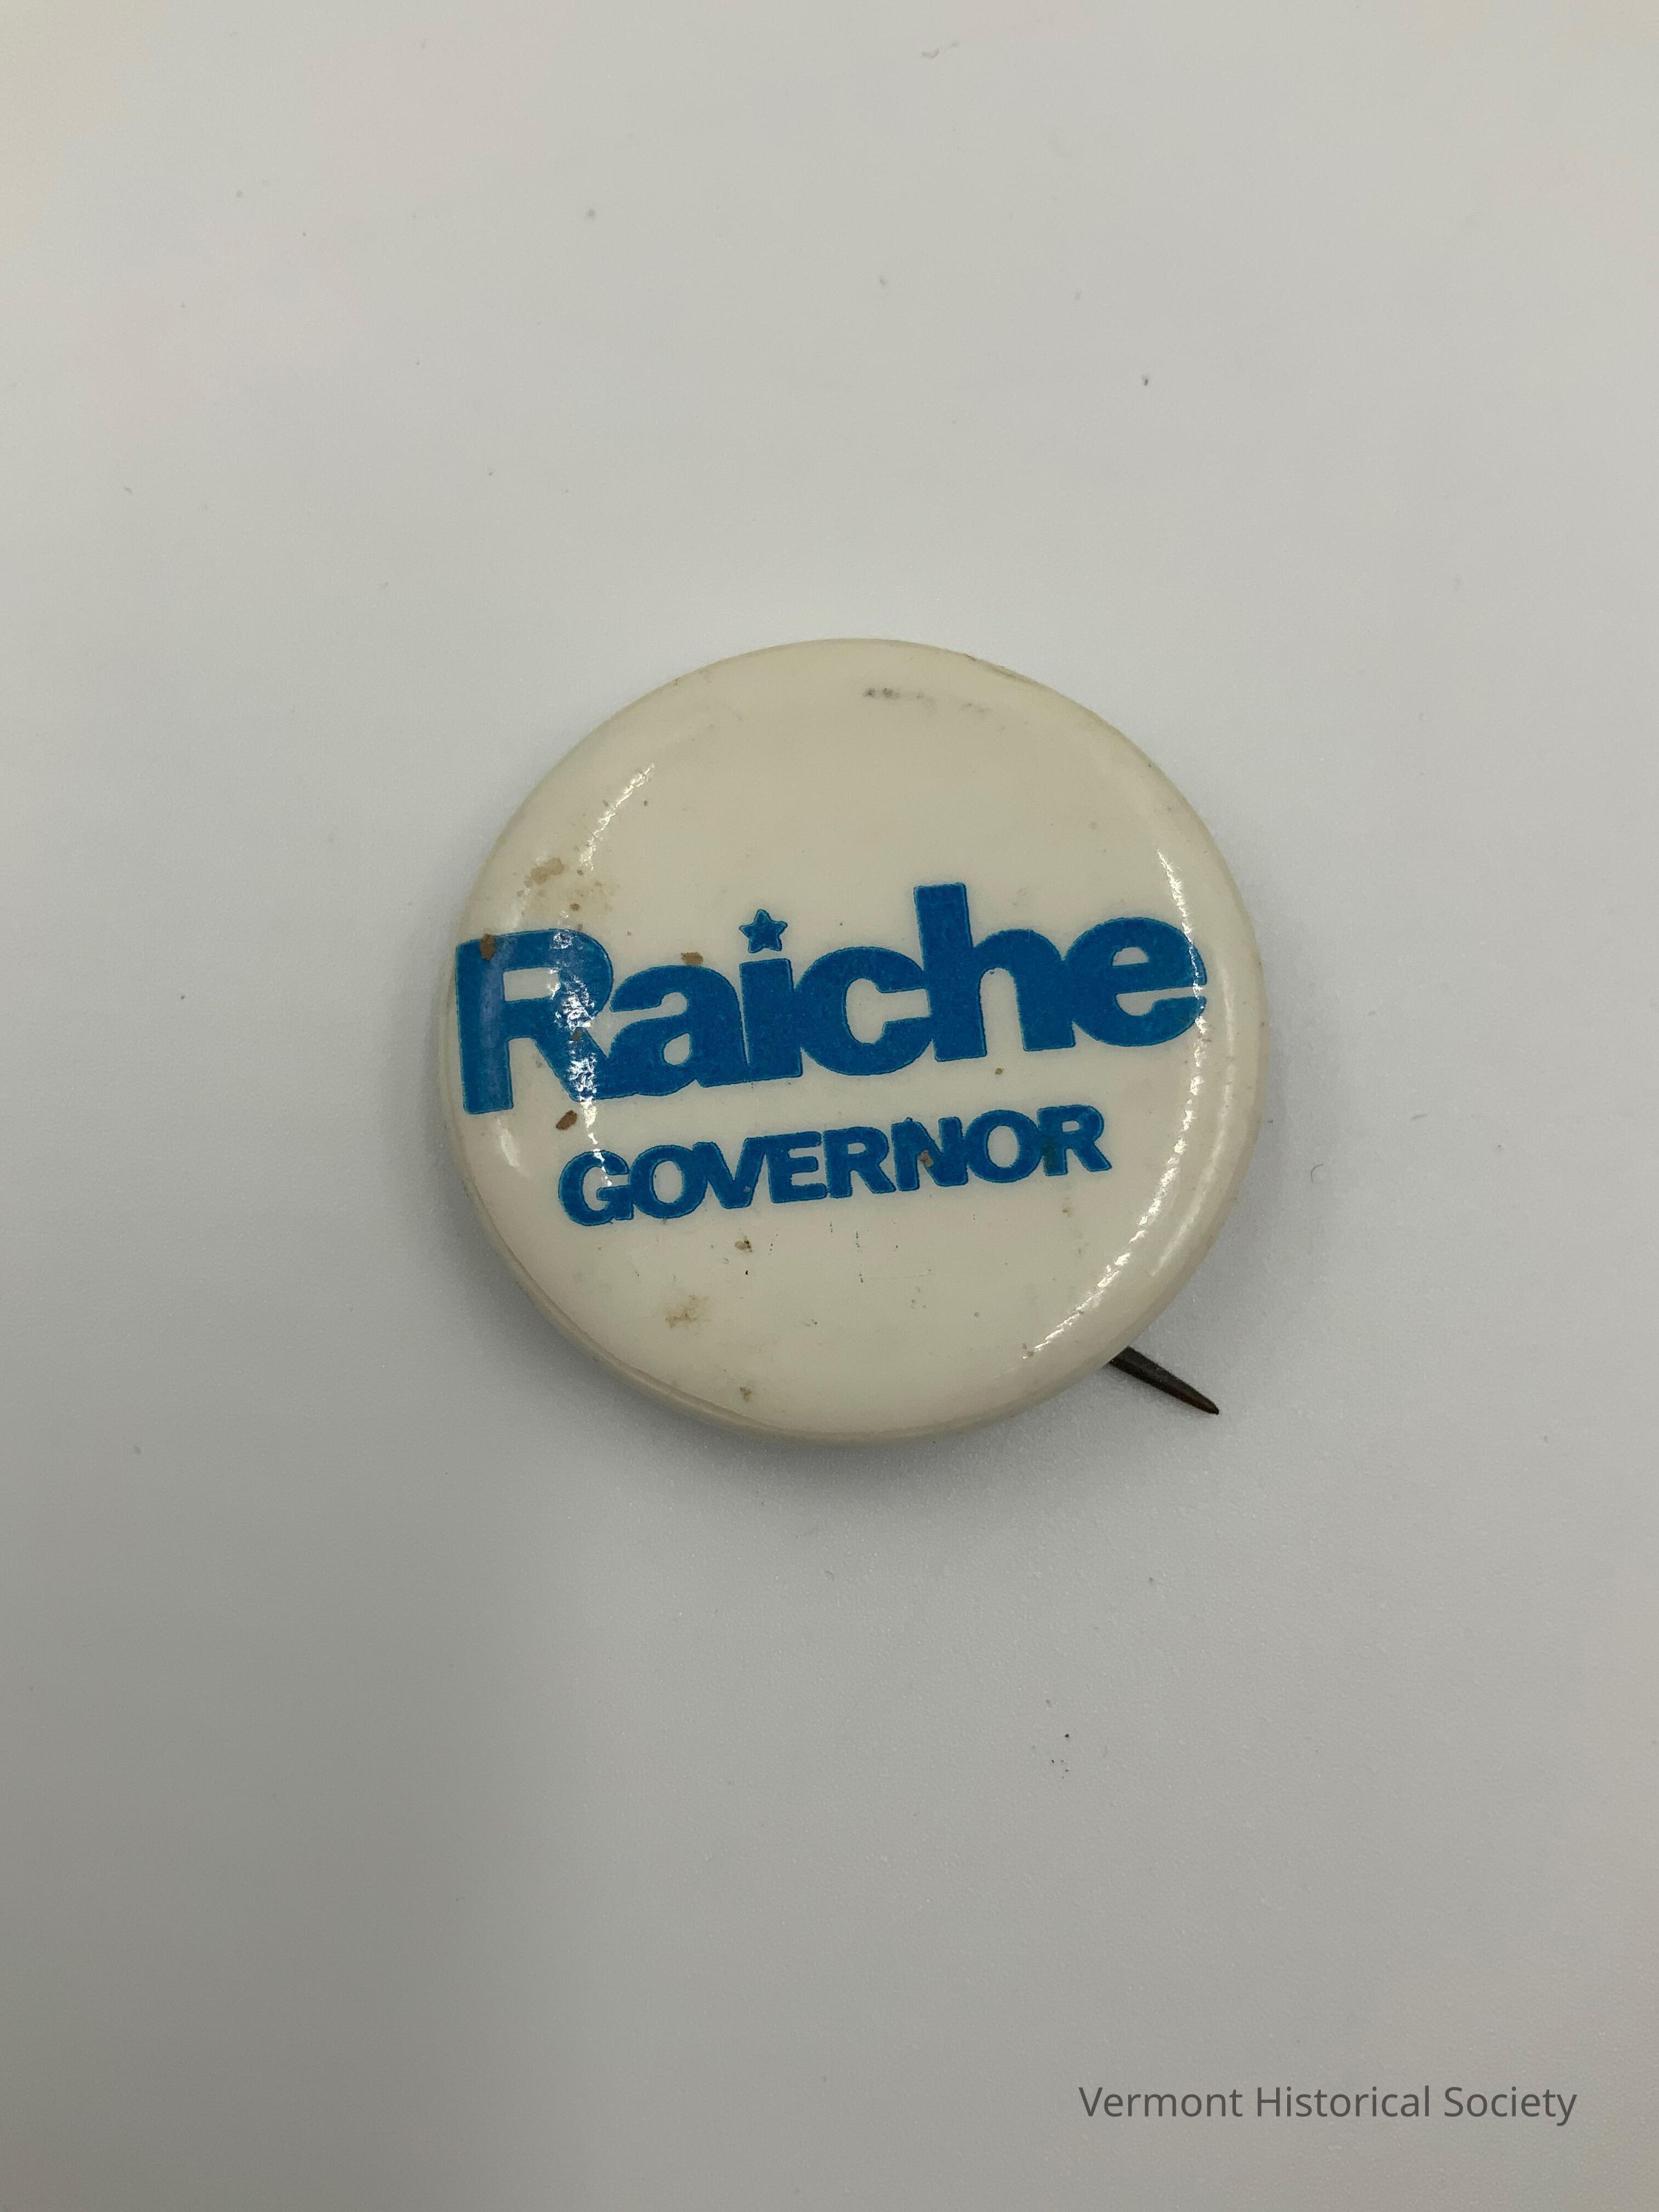 Raiche
GOVERNOR
Vermont Historical Society